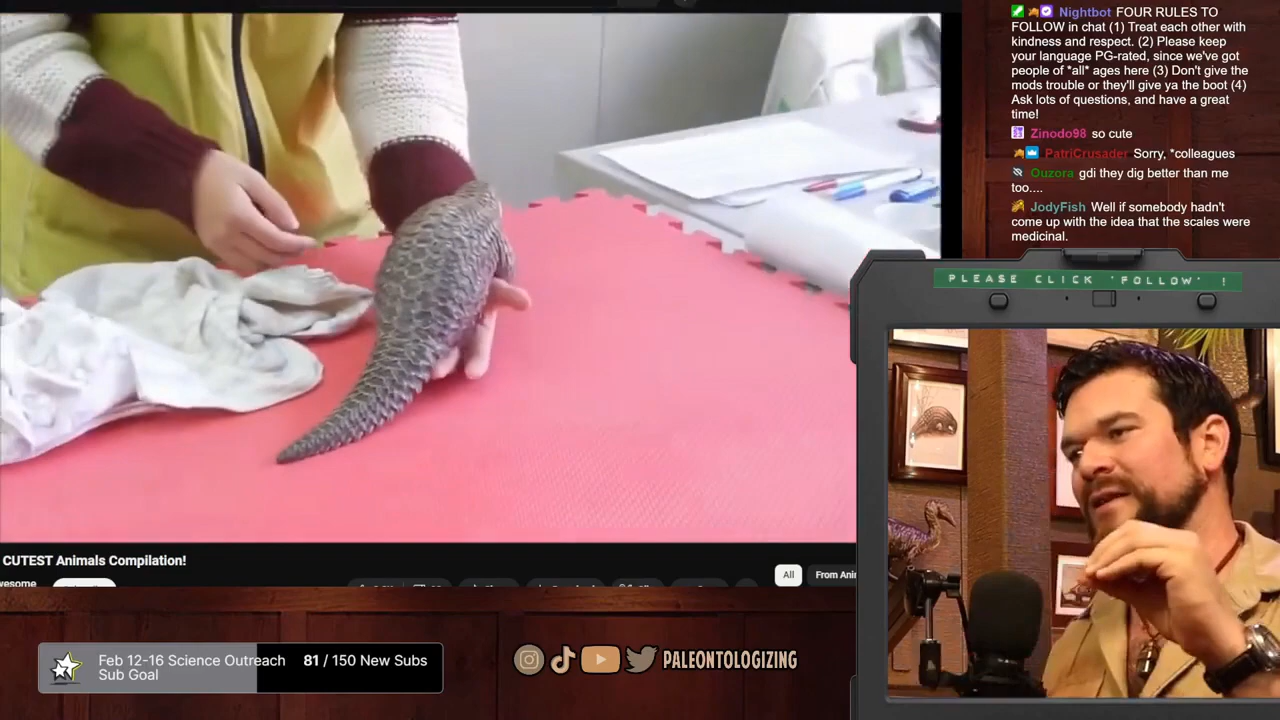 Nightbot FOUR RULES TO
FOLLOW in chat (1) Treat each other with
kindness and respect. (2) Please keep
your language PG-rated, since we've got
people of *all* ages here (3) Don't give the
mods trouble or they'll give ya the boot (4)
Ask lots of questions, and have a great
time!
Zinodo98 so cute
PatriCrusader Sorry, *colleagues
Ouzora gdi they dig better than me
too....
JodyFish Well if somebody hadn't
come up with the idea that the scales were
medicinal.
PLEASE CLICK 'FOLLOW' !
CUTEST Animals Compilation!
All From Anir
Feb 12-16 Science Outreach 81 / 150 New Subs
Sub Goal
PALEONTOLOGIZING